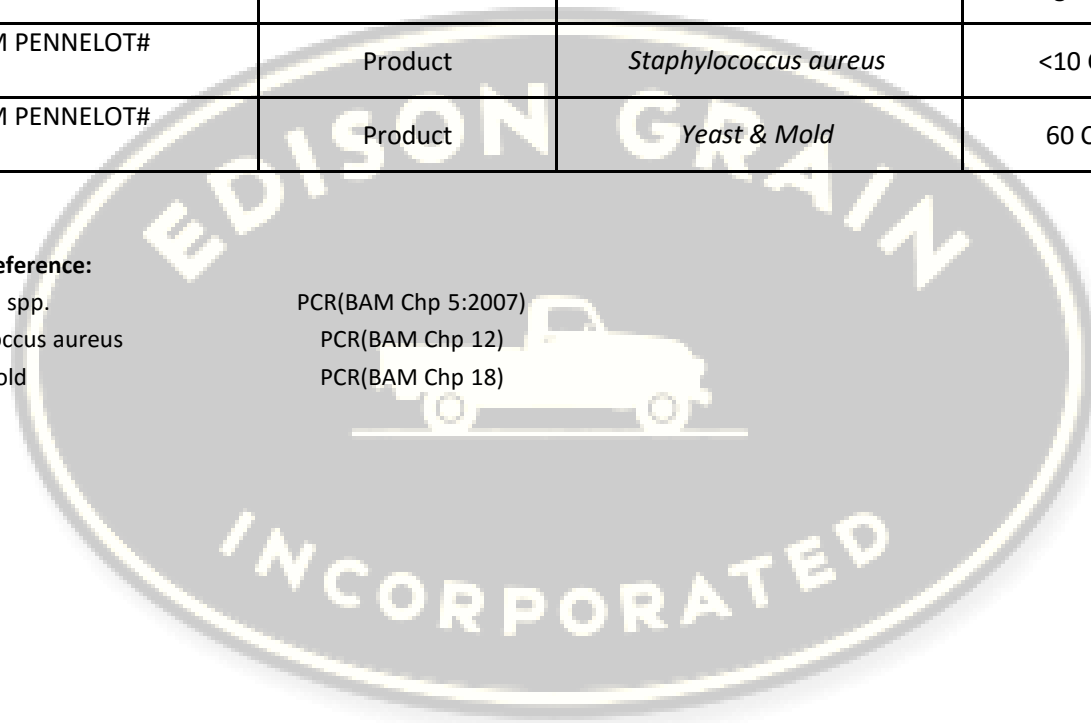 M PENNELOT#
Product
Staphylococcus aureus
<10
M PENNELOT#
Product
Yeast & Mold
60
EDISON GRAIN
eference:
spp.
PCR(BAM Chp 5:2007)
occus aureus
PCR(BAM Chp 12)
old
PCR(BAM Chp 18)
INCORPORATED